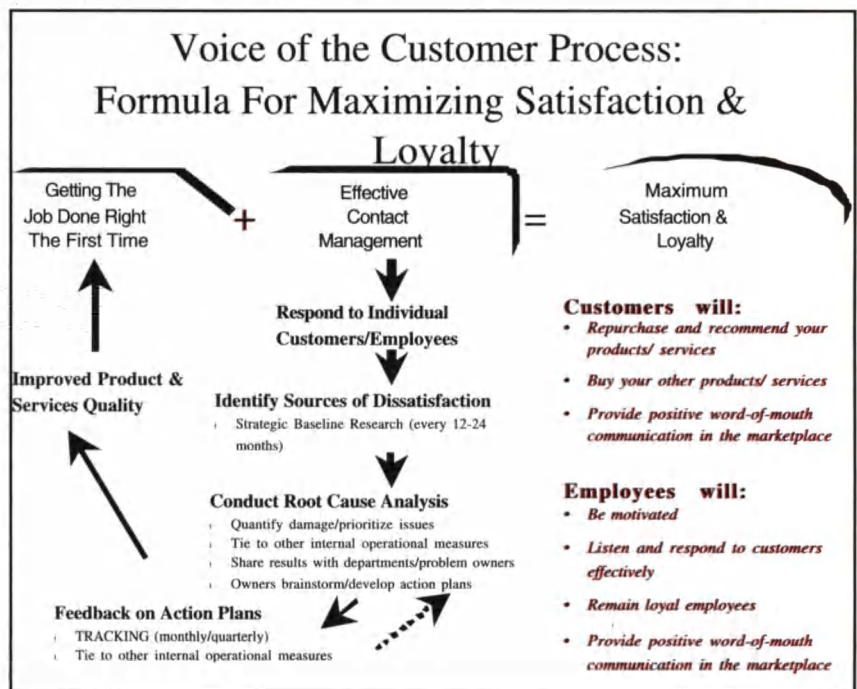 Voice of the Customer Process:
Formula For Maximizing Satisfaction &
Loyalty
Getting The
Job Done Right
The First Time
+
Effective
Contact
Management
=
Maximum
Satisfaction &
Loyalty
Respond to Individual
Customers/Employees
Improved Product &
Services Quality
Identify Sources of Dissatisfaction
Strategic Baseline Research (every 12-24
months)
Conduct Root Cause Analysis
Quantify damage/prioritize issues
Tie to other internal operational measures
Share results with departments/problem owners
Owners brainstorm/develop action plans
Feedback on Action Plans
TRACKING (monthly/quarterly)
Tie to other internal operational measures
Customers will:
• Repurchase and recommend your
products/ services
• Buy your other products/ services
• Provide positive word-of-mouth
communication in the marketplace
Employees will:
• Be motivated
• Listen and respond to customers
effectively
• Remain loyal employees
• Provide positive word-of-mouth
communication in the marketplace